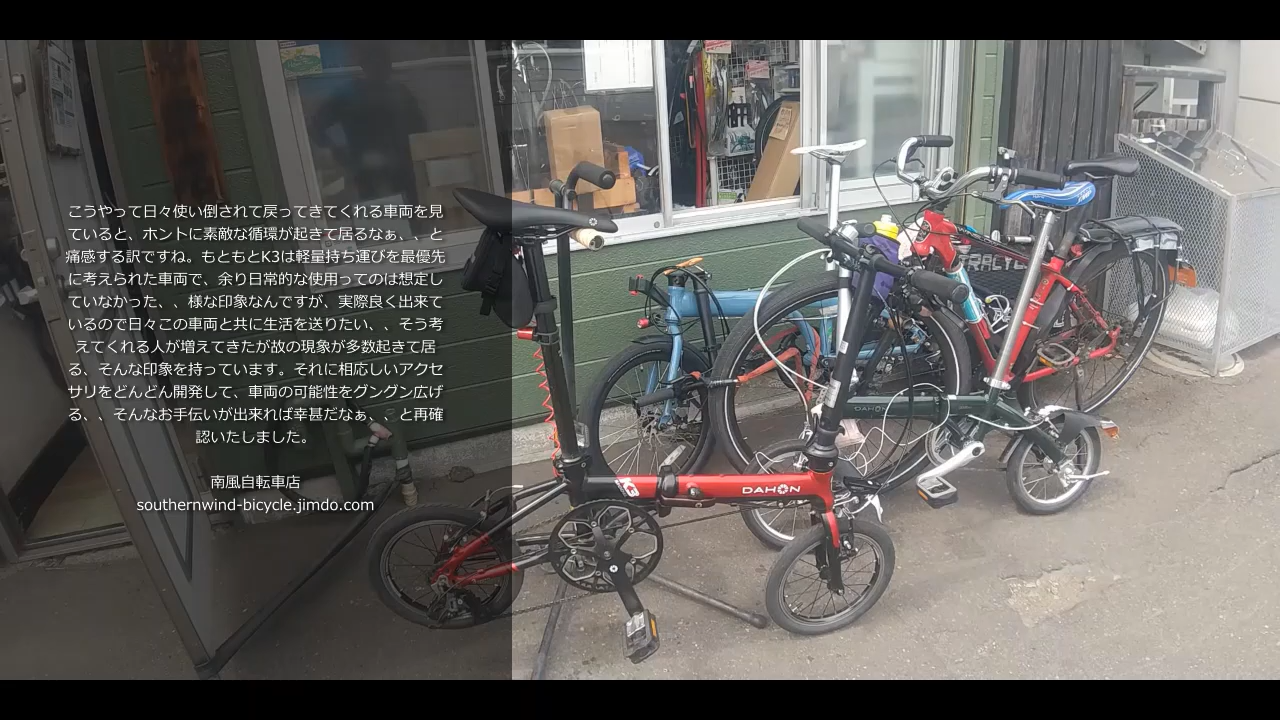 こうやって日々使い倒されて戻ってきてくれる車両を見
ていると、ホントに素敵な循環が起きて居るなぁ、、と
痛感する訳ですね。もともとK3は軽量持ち運びを最優先
に考えられた車両で、余り日常的な使用ってのは想定し
ていなかった、、様な印象なんですが、実際良く出来て
いるので日々この車両と共に生活を送りたい、、そう考
えてくれる人が増えてきたが故の現象が多数起きて居
る、そんな印象を持っています。それに相応しいアクセ
サリをどんどん開発して、車両の可能性をグングン広げ
る、、そんなお手伝いが出来れば幸甚だなぁ、、と再確
認いたしました。
南風自転車店
southernwind-bicycle.jimdo.com
K3
DAHON
DAHON